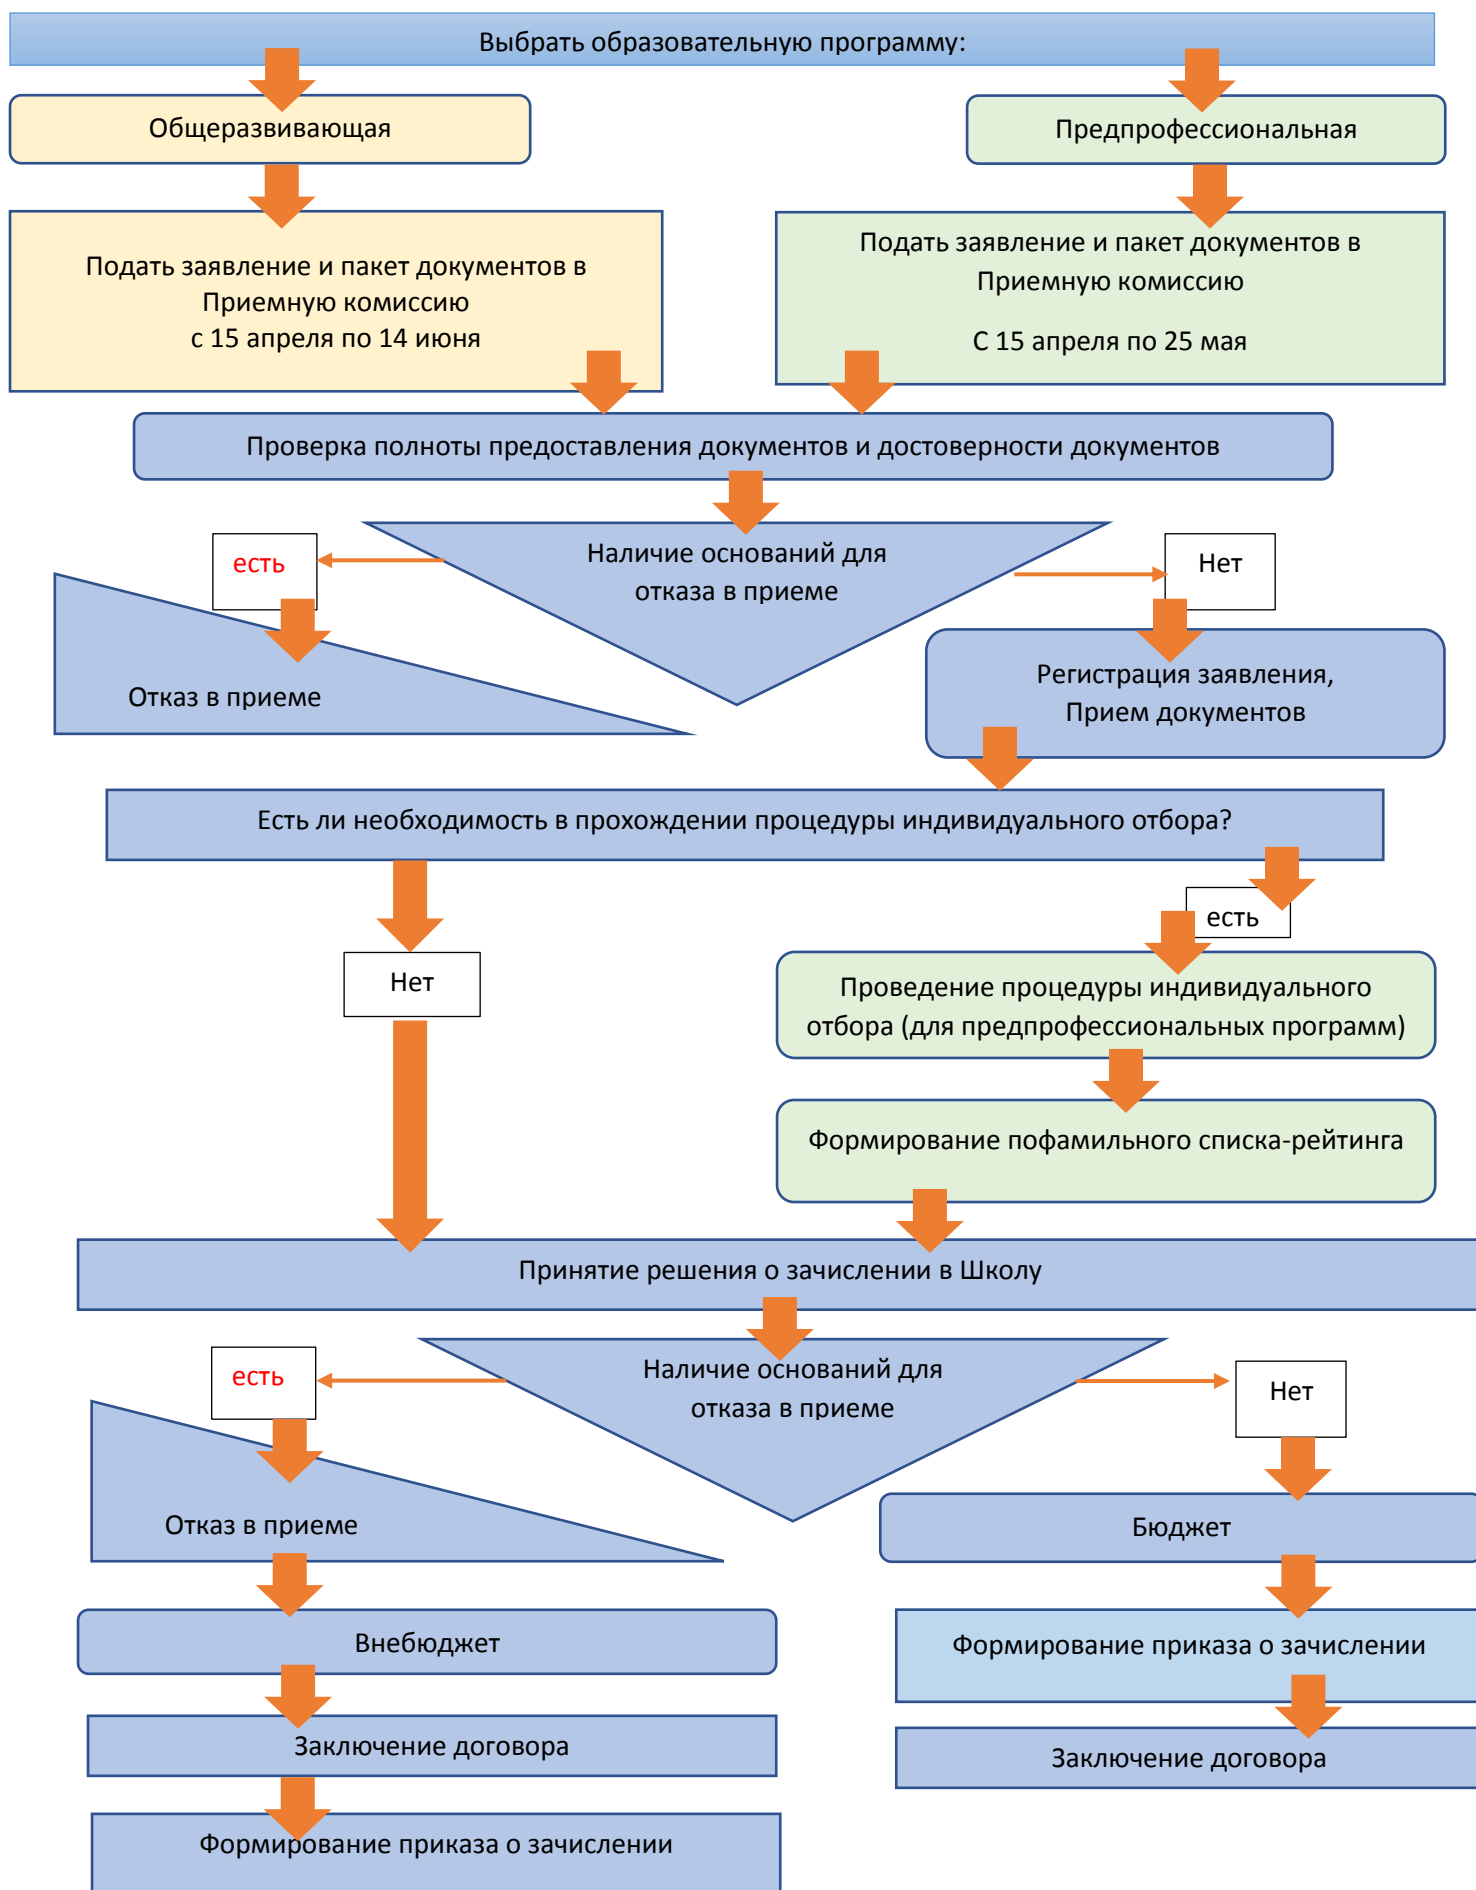 Выбрать образовательную программу:
Общеразвивающая
Предпрофессиональная
Подать заявление и пакет документов в
Приемную комиссию
с 15 апреля по 14 июня
Подать заявление и пакет документов в
Приемную комиссию
С 15 апреля по 25 мая
Проверка полноты предоставления документов и достоверности документов
Наличие оснований для
отказа в приеме
есть
Нет
Отказ в приеме
Регистрация заявления,
Прием документов
Есть ли необходимость в прохождении процедуры индивидуального отбора?
Нет
есть
Проведение процедуры индивидуального
отбора (для предпрофессиональных программ)
Формирование пофамильного списка-рейтинга
Принятие решения о зачислении в Школу
Наличие оснований для
отказа в приеме
есть
Нет
Отказ в приеме
Бюджет
Внебюджет
Формирование приказа о зачислении
Заключение договора
Заключение договора
Формирование приказа о зачислении